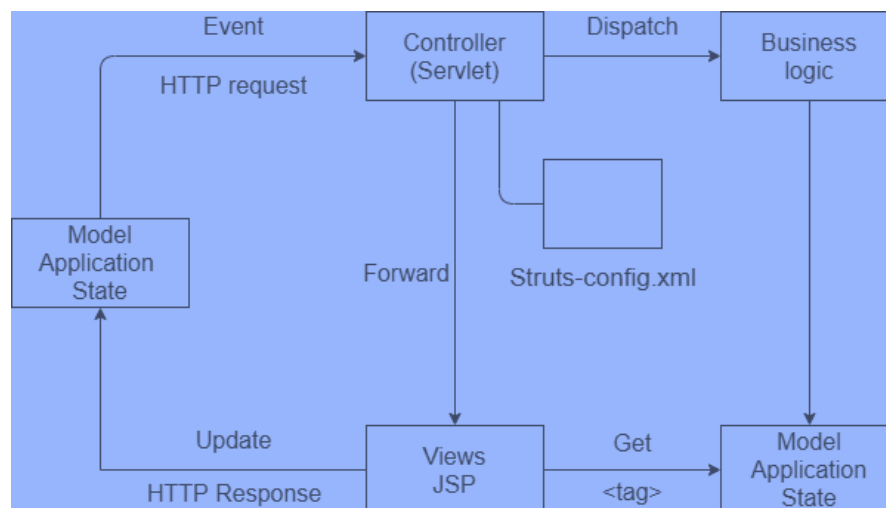 Event
HTTP request
Controller
(Servlet)
Dispatch
Business
logic
Model
Application
State
Forward
Struts-config.xml
Update
HTTP Response
Views
JSP
Get
<tag>
Model
Application
State